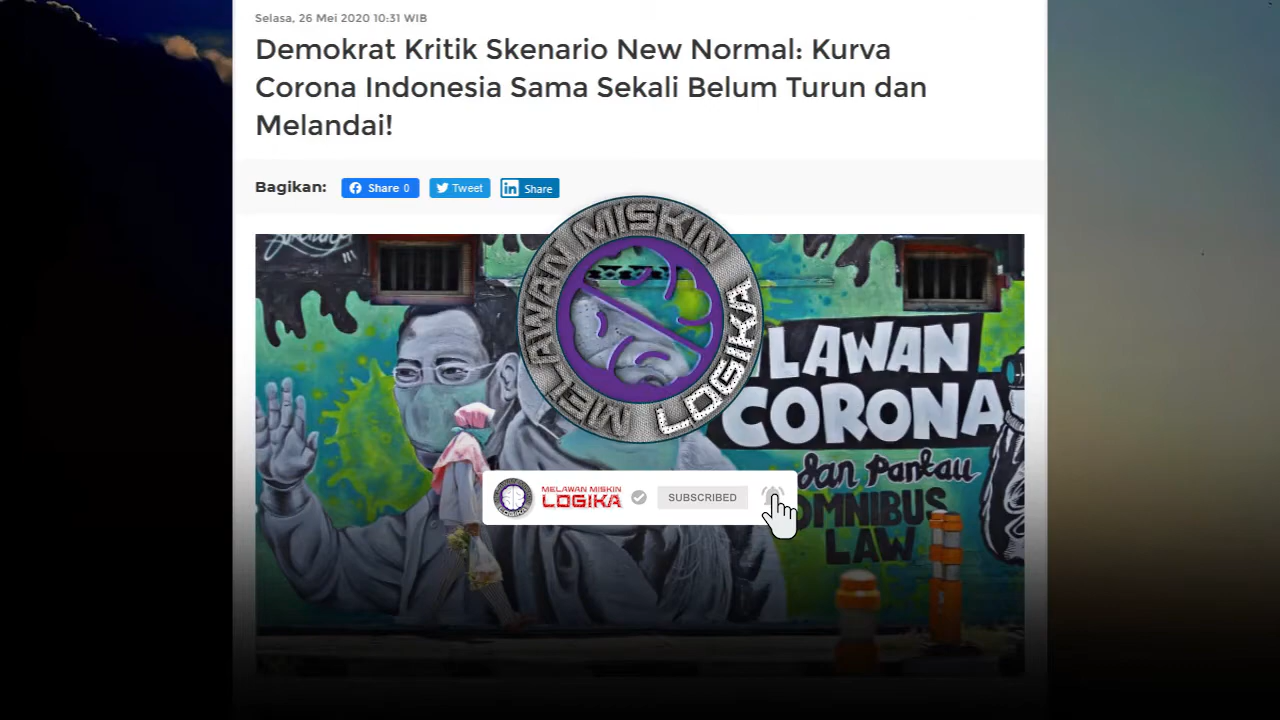 Selasa, 26 Mei 2020 10:31 WIB
Demokrat Kritik Skenario New Normal: Kurva
Corona Indonesia Sama Sekali Belum Turun dan
Melandai!
Bagikan:
Share 0
Tweet
in Share
MELAWAN MISKIN
LOGIKA
LAWAN
CORONA
dan Pantau
OMNIBUS
LAW
MELAWAN MISKIN
LOGIKA
SUBSCRIBED